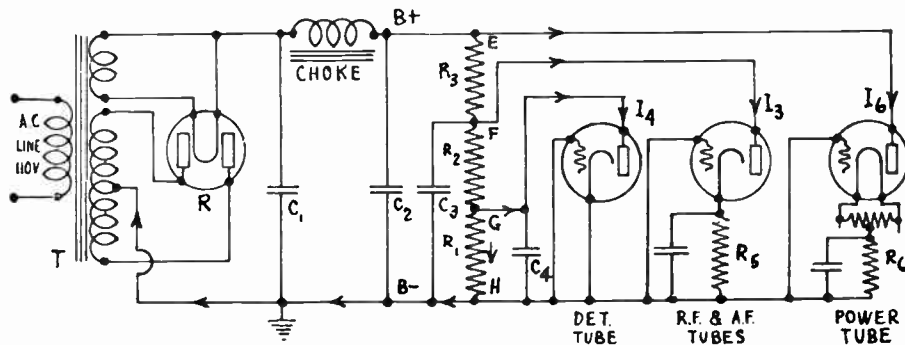 B+
E
CHOKE
R3
I4
I3
I6
A.C
LINE
110V
F
R2
R
C1
C2
C3
G
R1
C4
R5
R6
T
B-
H
DET.
TUBE
R.F. & A.F.
TUBES
POWER
TUBE